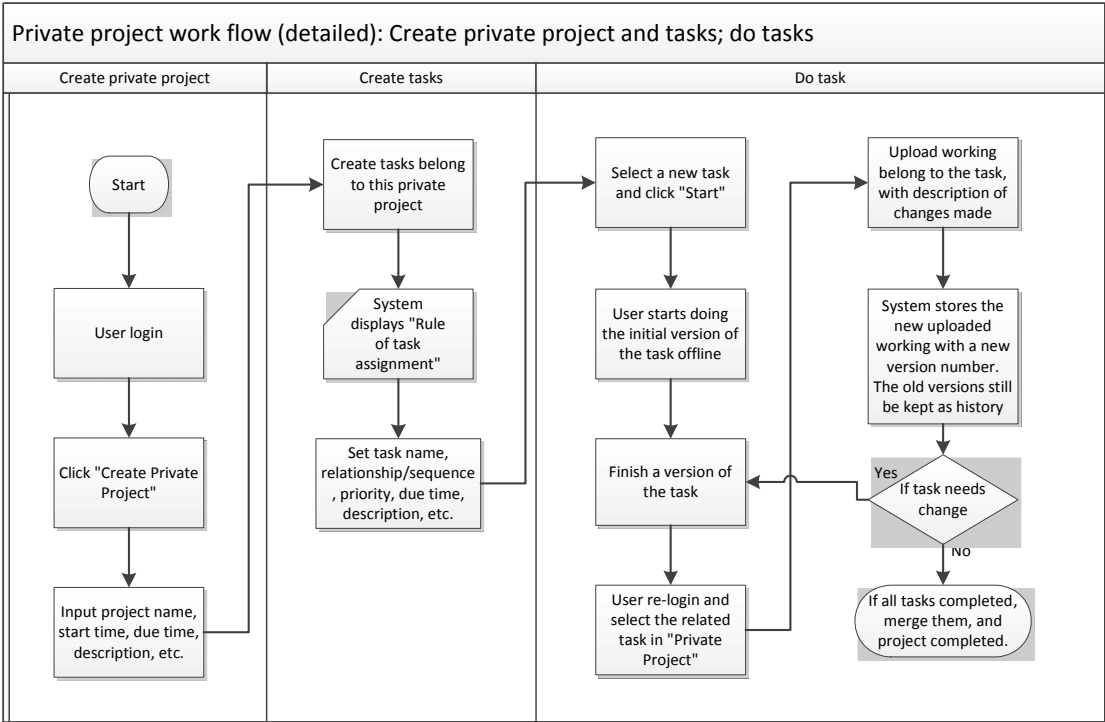 Private project work flow (detailed): Create private project and tasks; do tasks
Create private project
Create tasks
Do task
Start
User login
Click "Create Private
Project"
Input project name,
start time, due time,
description, etc.
Create tasks belong
to this private
project
System
displays "Rule
of task
assignment"
Set task name,
relationship/sequence
, priority, due time,
description, etc.
Select a new task
and click "Start"
User starts doing
the initial version of
the task offline
Finish a version of
the task
User re-login and
select the related
task in "Private
Project"
Upload working
belong to the task,
with description of
changes made
System stores the
new uploaded
working with a new
version number.
The old versions still
be kept as history
Yes
If task needs
change
No
If all tasks completed,
merge them, and
project completed.